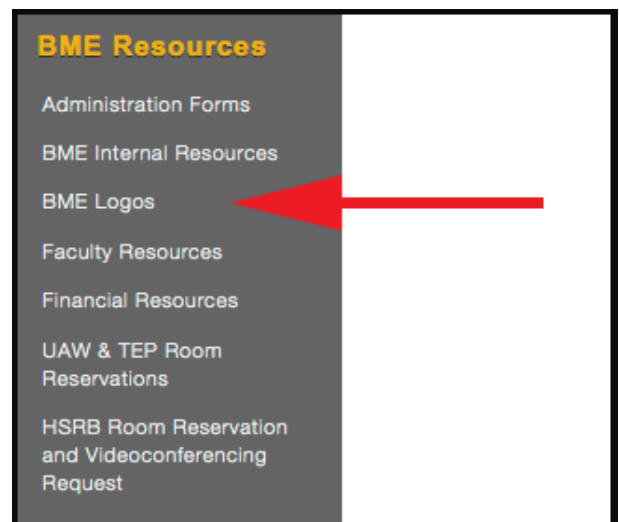 BME Resources
Administration Forms
BME Internal Resources
BME Logos
Faculty Resources
Financial Resources
UAW & TEP Room
Reservations
HSRB Room Reservation
and Videoconferencing
Request